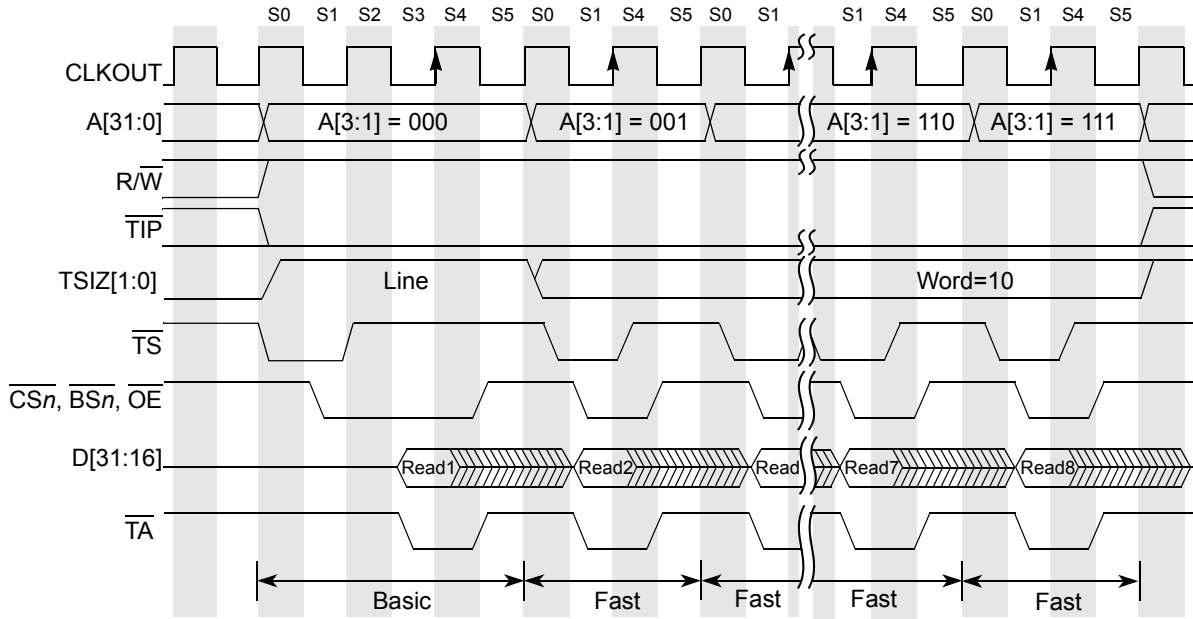 S0 S1 S2 S3 S4 S5 S0 S1 S4 S5 S0 S1 S1 S4 S5 S0 S1 S4 S5
CLKOUT
A[31:0] A[3:1] = 000 A[3:1] = 001 A[3:1] = 110 A[3:1] = 111
R/W
TIP
TSIZ[1:0] Line Word=10
TS
CSn, BSn, OE
D[31:16] Read1 Read2 Read Read7 Read8
TA
Basic Fast Fast Fast Fast